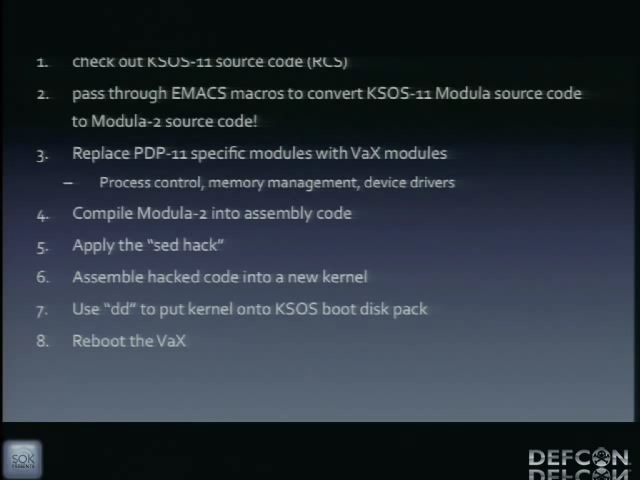 1. check out KSOS-11 source code (RCS)
2. pass through EMACS macros to convert KSOS-11 Modula source code
to Modula-2 source code!
3. Replace PDP-11 specific modules with VaX modules
– Process control, memory management, device drivers
4. Compile Modula-2 into assembly code
5. Apply the “sed hack”
6. Assemble hacked code into a new kernel
7. Use “dd” to put kernel onto KSOS boot disk pack
8. Reboot the VaX
SOK
DEFCON
DEFCON